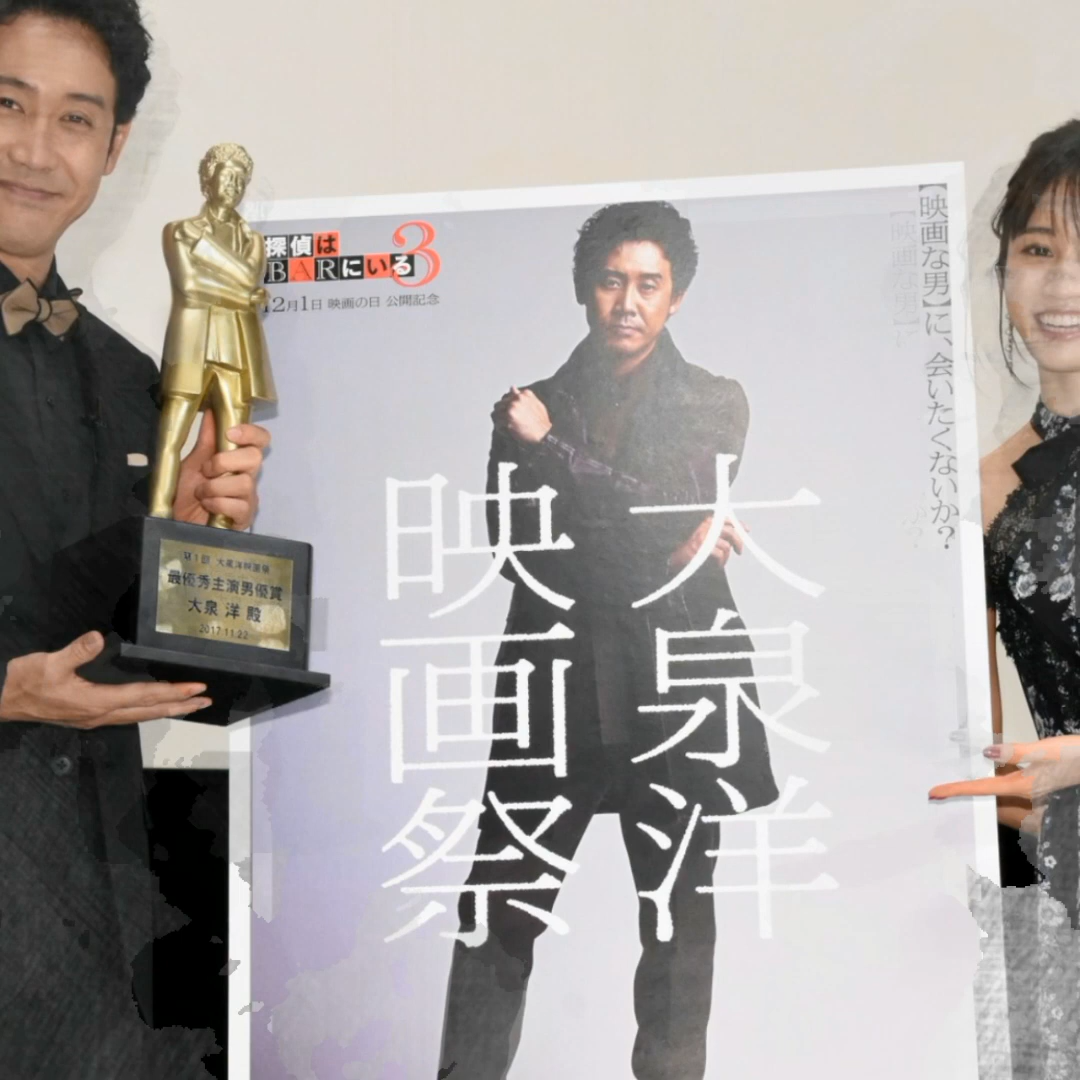 探偵は
BARにいる3
12月1日 映画の日 公開記念
【映画な男】に、会いたくないか?
大泉洋
映画祭
最優秀主演男優賞
大泉 洋 殿
2017.11.22